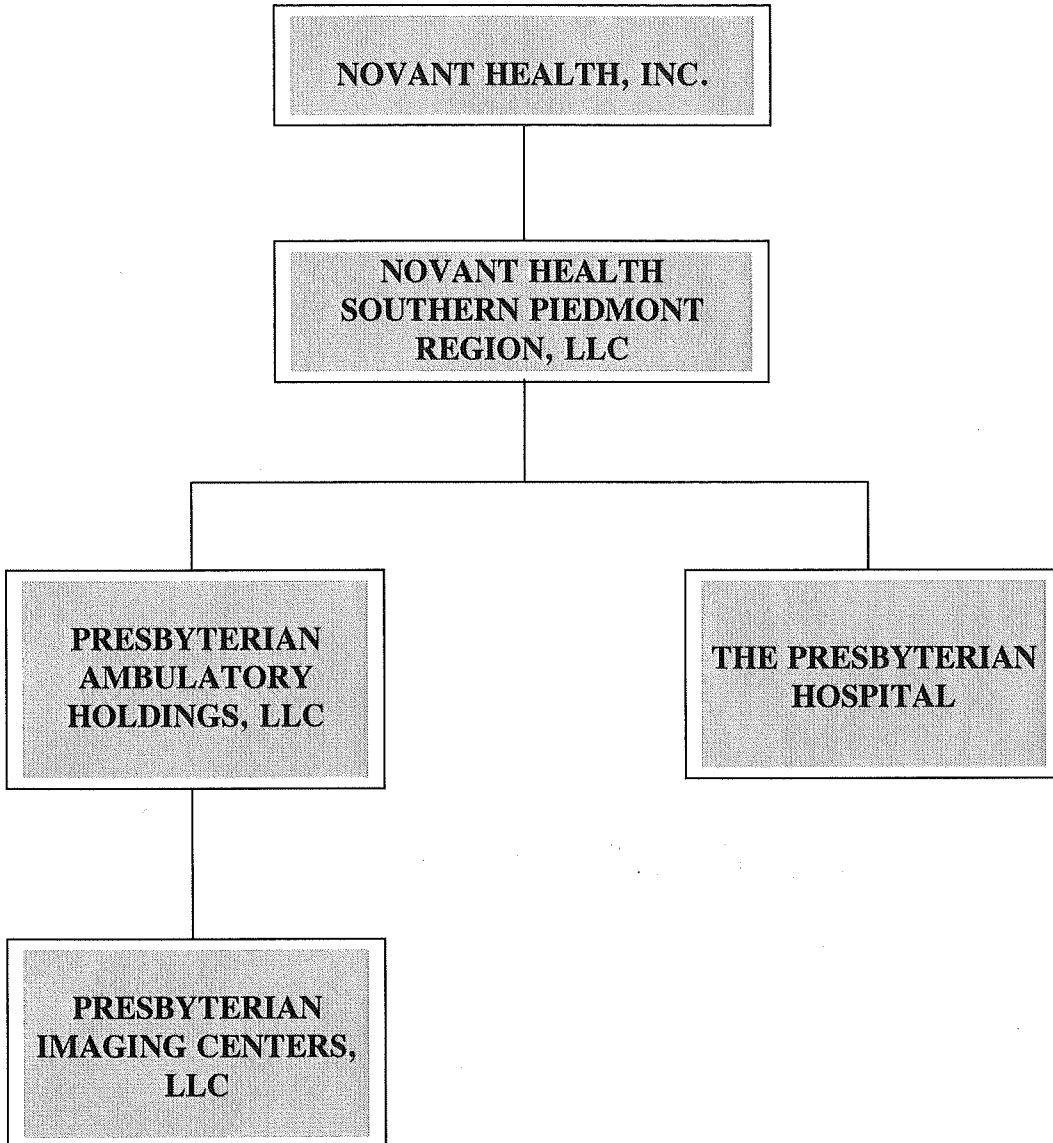 NOVANT HEALTH, INC.
NOVANT HEALTH
SOUTHERN PIEDMONT
REGION, LLC
PRESBYTERIAN
AMBULATORY
HOLDINGS, LLC
THE PRESBYTERIAN
HOSPITAL
PRESBYTERIAN
IMAGING CENTERS,
LLC